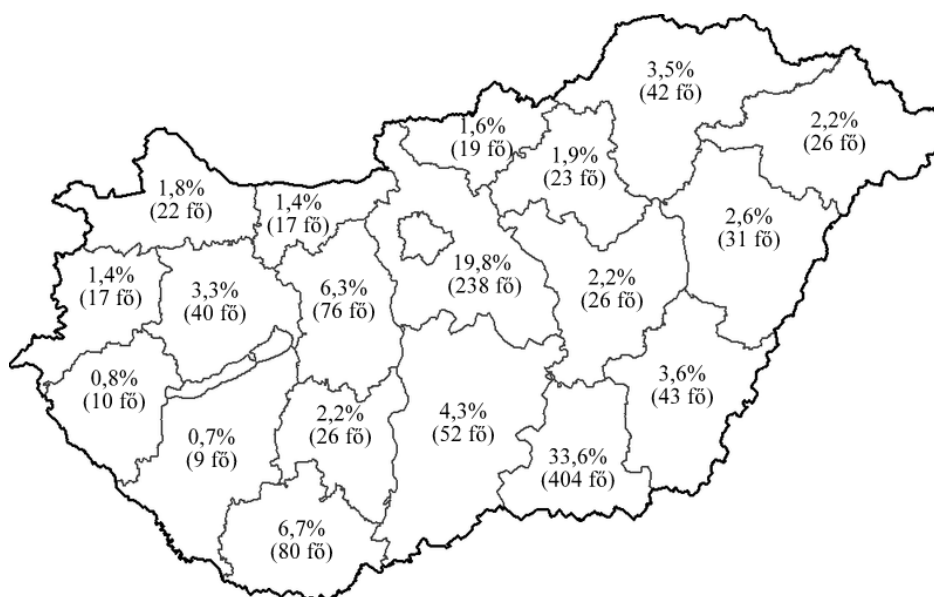 3,5%
(42 fő)
2,2%
(26 fő)
1,6%
(19 fő)
1,9%
(23 fő)
1,8%
(22 fő)
1,4%
(17 fő)
2,6%
(31 fő)
1,4%
(17 fő)
3,3%
(40 fő)
6,3%
(76 fő)
19,8%
(238 fő)
2,2%
(26 fő)
0,8%
(10 fő)
3,6%
(43 fő)
2,2%
(26 fő)
4,3%
(52 fő)
0,7%
(9 fő)
33,6%
(404 fő)
6,7%
(80 fő)